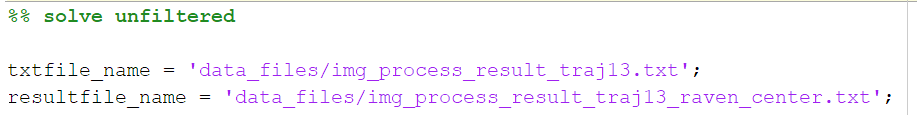 %% solve unfiltered
txtfile_name = 'data_files/img_process_result_traj13.txt';
resultfile_name = 'data_files/img_process_result_traj13_raven_center.txt';